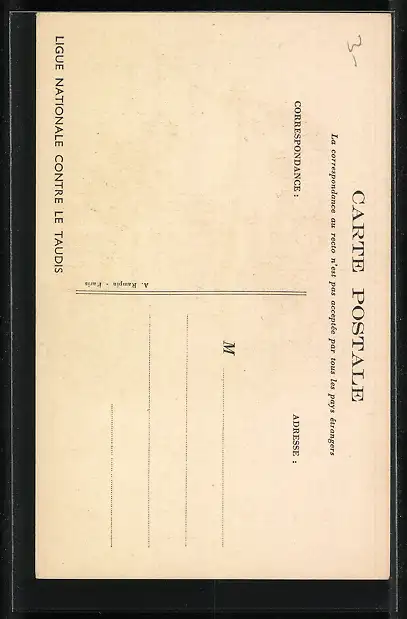 3-
CARTE POSTALE
La correspondance au recto n'est pas acceptée par tous les pays étrangers
CORRESPONDANCE :
ADRESSE :
M
A. Rampin - Paris
LIGUE NATIONALE CONTRE LE TAUDIS